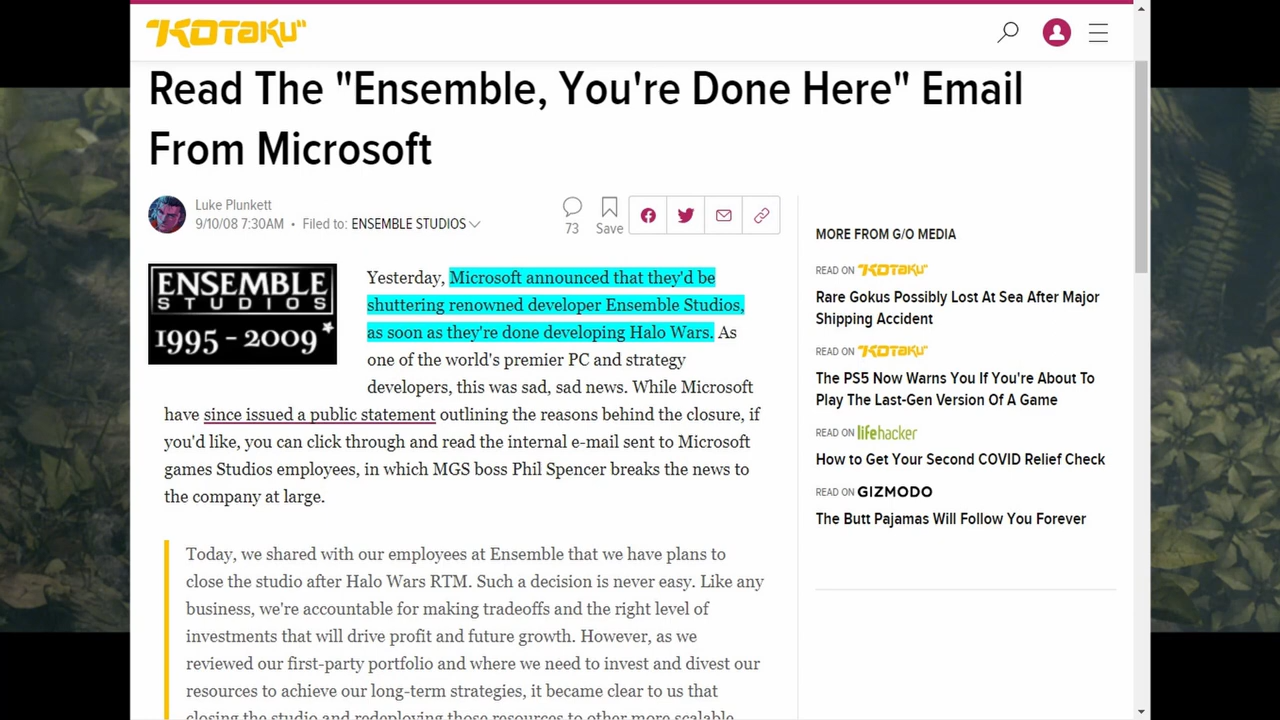 KOTAKU
Read The "Ensemble, You're Done Here" Email
From Microsoft
Luke Plunkett
9/10/08 7:30AM • Filed to: ENSEMBLE STUDIOS
73
Save
ENSEMBLE
STUDIOS
1995 - 2009*
Yesterday, Microsoft announced that they'd be
shuttering renowned developer Ensemble Studios,
as soon as they're done developing Halo Wars. As
one of the world's premier PC and strategy
developers, this was sad, sad news. While Microsoft
have since issued a public statement outlining the reasons behind the closure, if
you'd like, you can click through and read the internal e-mail sent to Microsoft
games Studios employees, in which MGS boss Phil Spencer breaks the news to
the company at large.
Today, we shared with our employees at Ensemble that we have plans to
close the studio after Halo Wars RTM. Such a decision is never easy. Like any
business, we're accountable for making tradeoffs and the right level of
investments that will drive profit and future growth. However, as we
reviewed our first-party portfolio and where we need to invest and divest our
resources to achieve our long-term strategies, it became clear to us that
closing the studio and redeploying those resources to other more scalable
MORE FROM G/O MEDIA
READ ON KOTAKU
Rare Gokus Possibly Lost At Sea After Major
Shipping Accident
READ ON KOTAKU
The PS5 Now Warns You If You're About To
Play The Last-Gen Version Of A Game
READ ON lifehacker
How to Get Your Second COVID Relief Check
READ ON GIZMODO
The Butt Pajamas Will Follow You Forever